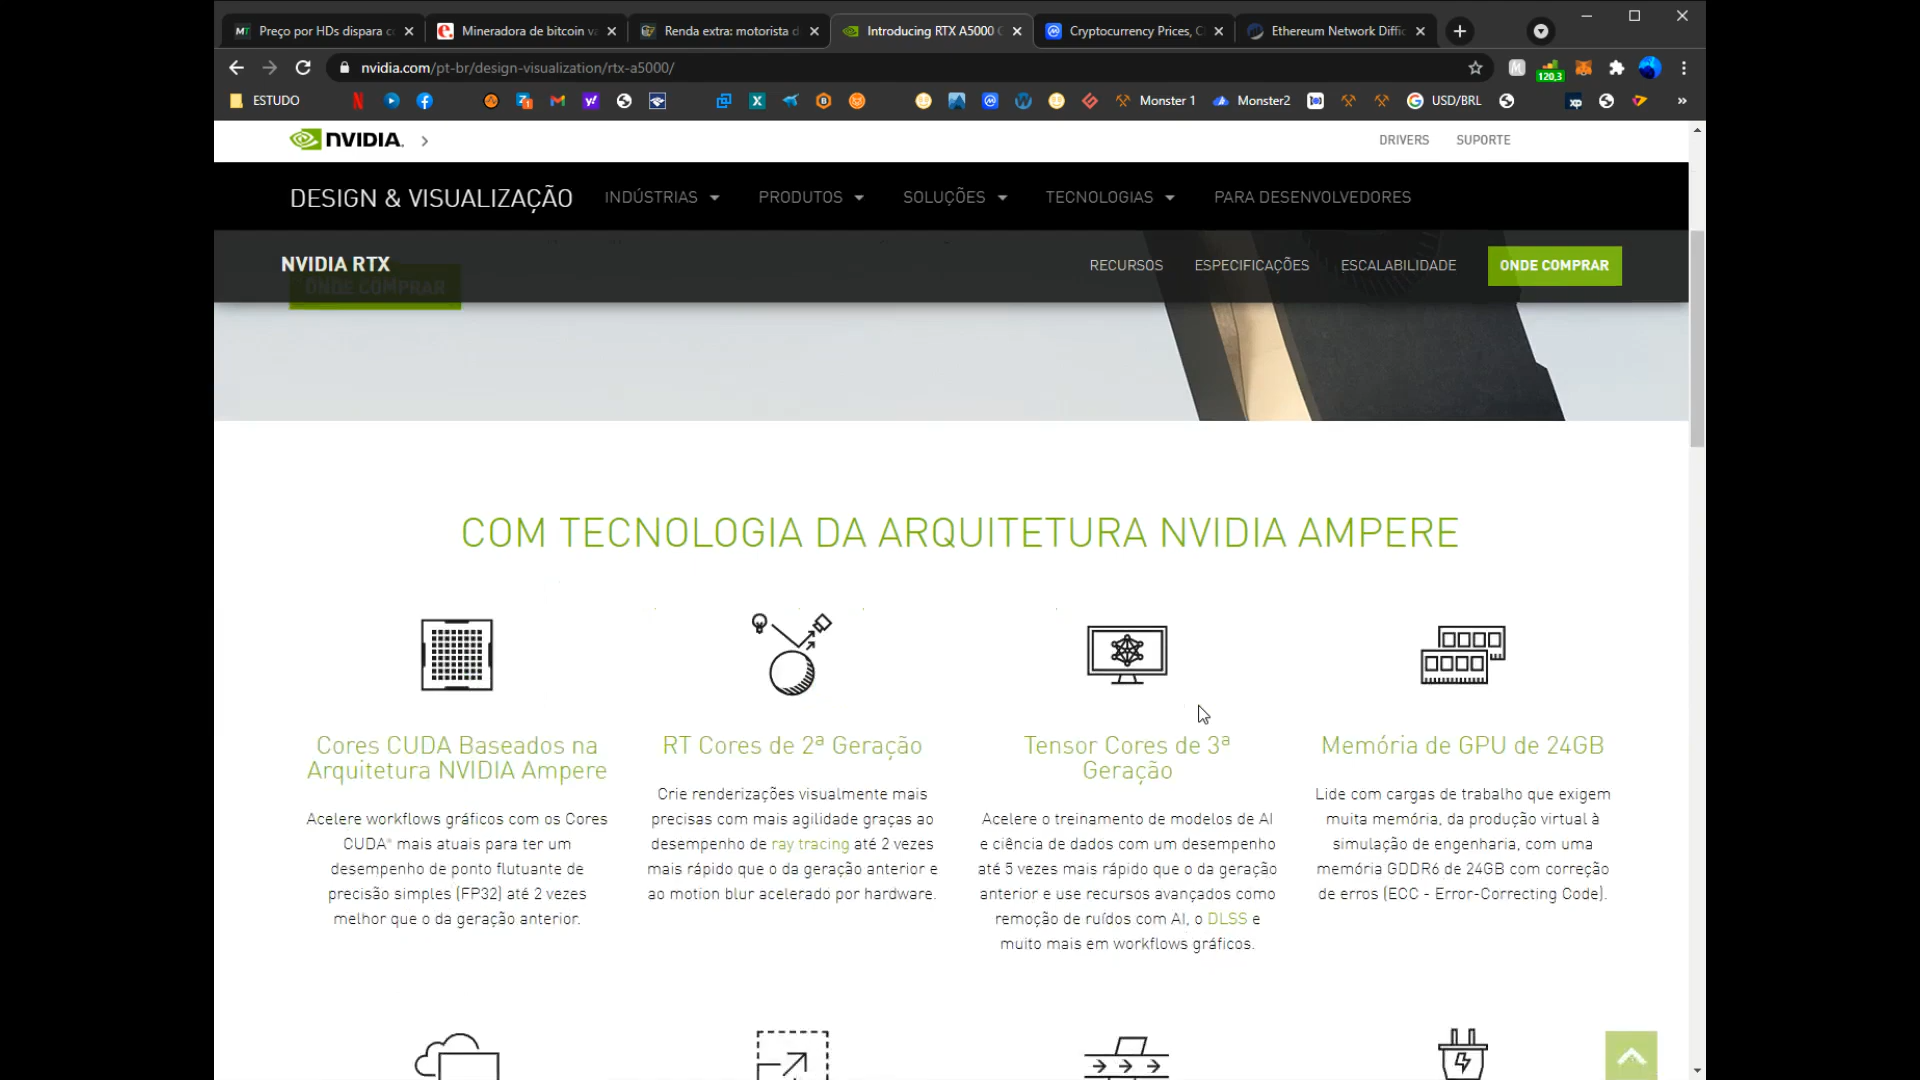 Preço por HDs dispara c
Mineradora de bitcoin va
Renda extra: motorista d
Introducing RTX A5000 G
Cryptocurrency Prices, C
Ethereum Network Diffic
nvidia.com/pt-br/design-visualization/rtx-a5000/
120,3
ESTUDO
Monster 1
Monster2
USD/BRL
NVIDIA.
DRIVERS
SUPORTE
DESIGN & VISUALIZAÇÃO
INDÚSTRIAS
PRODUTOS
SOLUÇÕES
TECNOLOGIAS
PARA DESENVOLVEDORES
NVIDIA RTX
RECURSOS
ESPECIFICAÇÕES
ESCALABILIDADE
ONDE COMPRAR
ONDE COMPRAR
COM TECNOLOGIA DA ARQUITETURA NVIDIA AMPERE
Cores CUDA Baseados na
Arquitetura NVIDIA Ampere
Acelere workflows gráficos com os Cores
CUDA® mais atuais para ter um
desempenho de ponto flutuante de
precisão simples (FP32) até 2 vezes
melhor que o da geração anterior.
RT Cores de 2ª Geração
Crie renderizações visualmente mais
precisas com mais agilidade graças ao
desempenho de ray tracing até 2 vezes
mais rápido que o da geração anterior e
ao motion blur acelerado por hardware.
Tensor Cores de 3ª
Geração
Acelere o treinamento de modelos de AI
e ciência de dados com um desempenho
até 5 vezes mais rápido que o da geração
anterior e use recursos avançados como
remoção de ruídos com AI, o DLSS e
muito mais em workflows gráficos.
Memória de GPU de 24GB
Lide com cargas de trabalho que exigem
muita memória, da produção virtual à
simulação de engenharia, com uma
memória GDDR6 de 24GB com correção
de erros (ECC - Error-Correcting Code).